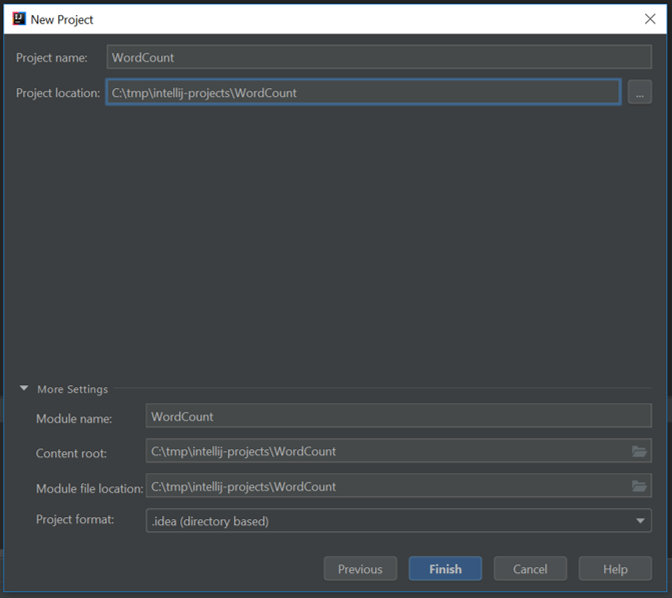 New Project
Project name: WordCount
Project location: C:\tmp\intellij-projects\WordCount ...
More Settings
Module name: WordCount
Content root: C:\tmp\intellij-projects\WordCount
Module file location: C:\tmp\intellij-projects\WordCount
Project format: .idea (directory based)
Previous Finish Cancel Help